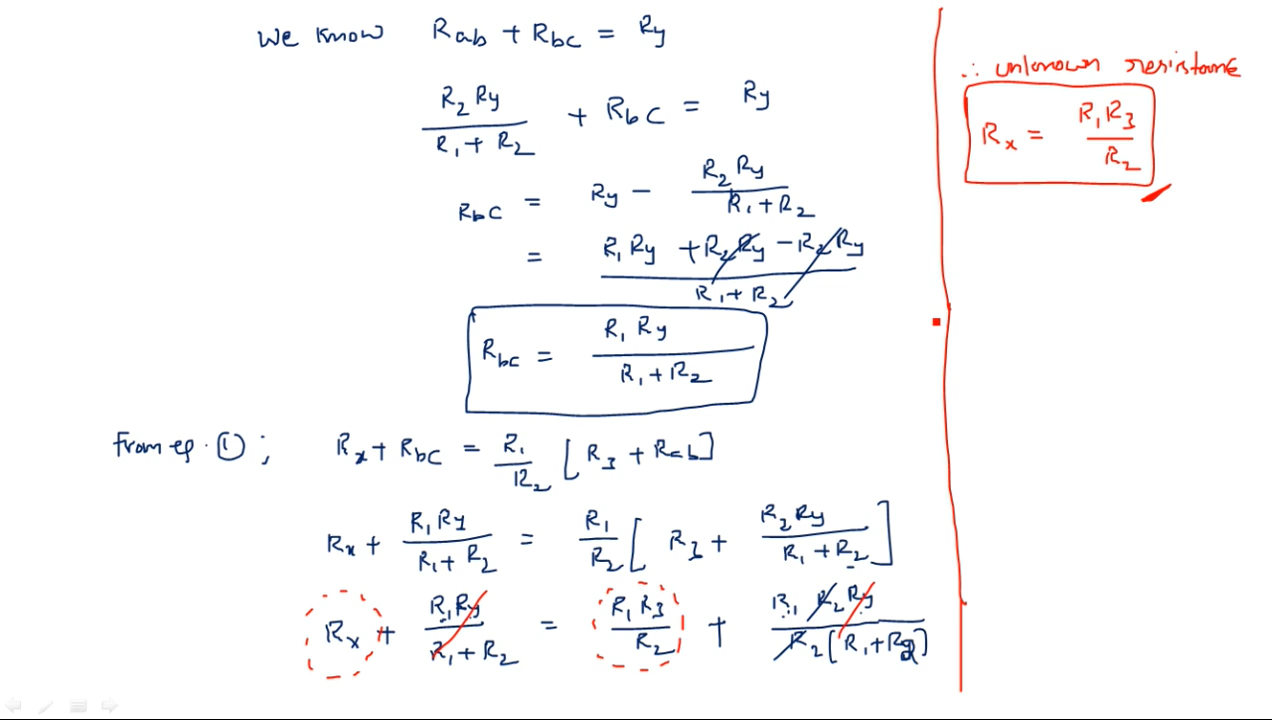 We know Rab + Rbc = Ry
R₂ Ry / (R₁ + R₂) + Rbc = Ry
Rbc = Ry − R₂ Ry / (R₁ + R₂)
= (R₁ Ry + R₂ Ry − R₂ Ry) / (R₁ + R₂)
Rbc = R₁ Ry / (R₁ + R₂)
From eq. ① ; Rx + Rbc = R₁/R₂ [R₃ + Rab]
Rx + R₁ Ry / (R₁ + R₂) = R₁/R₂ [R₃ + R₂ Ry / (R₁ + R₂)]
Rx + R₁ Ry / (R₁ + R₂) = R₁ R₃ / R₂ + R₁ R₂ Ry / R₂ (R₁ + R₂)
∴ unknown resistance
Rx = R₁ R₃ / R₂